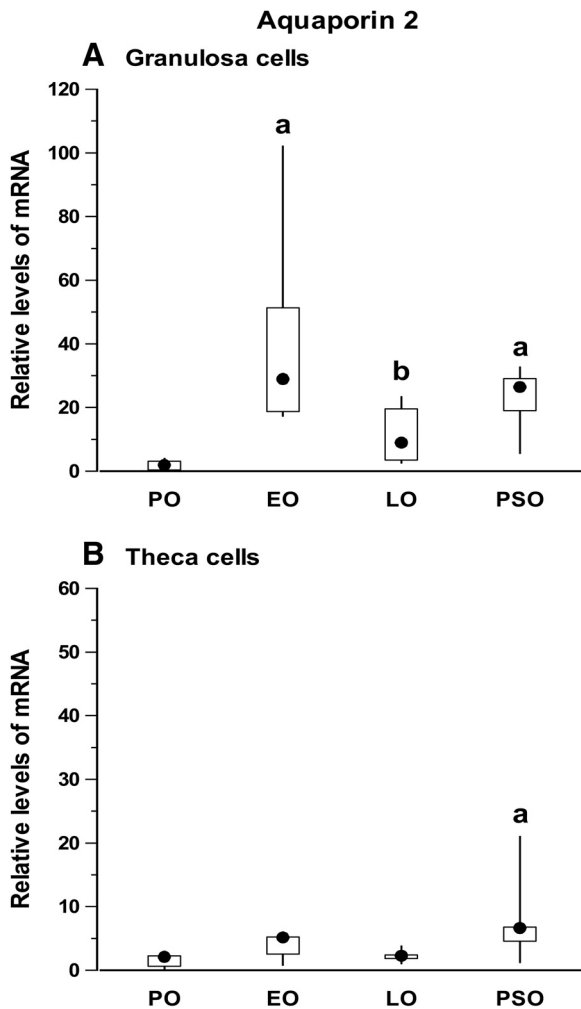 Aquaporin 2
A Granulosa cells
Relative levels of mRNA
120
100
80
60
40
20
0
a
b
a
PO EO LO PSO
B Theca cells
Relative levels of mRNA
60
50
40
30
20
10
0
a
PO EO LO PSO